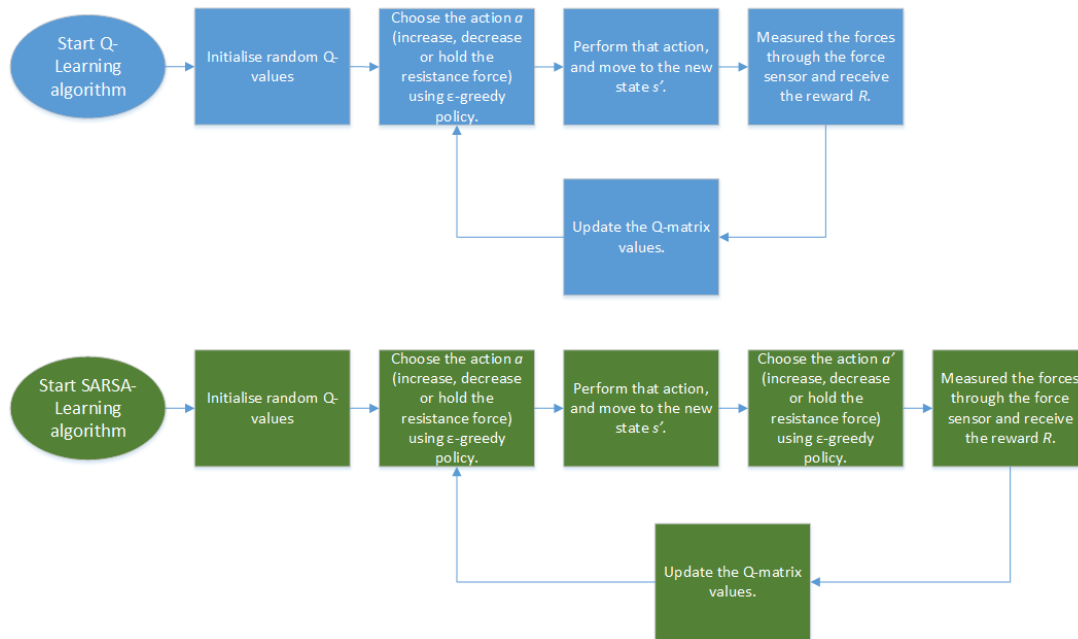 Start Q-
Learning
algorithm
Initialise random Q-
values
Choose the action a
(increase, decrease
or hold the
resistance force)
using ε-greedy
policy.
Perform that action,
and move to the new
state s′.
Measured the forces
through the force
sensor and receive
the reward R.
Update the Q-matrix
values.
Start SARSA-
Learning
algorithm
Initialise random Q-
values
Choose the action a
(increase, decrease
or hold the
resistance force)
using ε-greedy
policy.
Perform that action,
and move to the new
state s′.
Choose the action a′
(increase, decrease
or hold the
resistance force)
using ε-greedy
policy.
Measured the forces
through the force
sensor and receive
the reward R.
Update the Q-matrix
values.